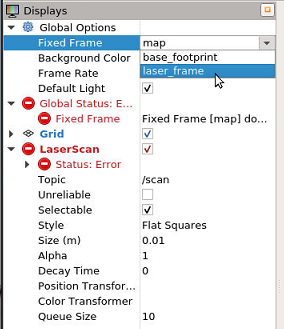 Displays
Global Options
Fixed Frame map
base_footprint
Background Color
laser_frame
Frame Rate
Default Light
Global Status: E...
Fixed Frame Fixed Frame [map] do...
Grid
LaserScan
Status: Error
Topic /scan
Unreliable
Selectable
Style Flat Squares
Size (m) 0.01
Alpha 1
Decay Time 0
Position Transfor...
Color Transformer
Queue Size 10